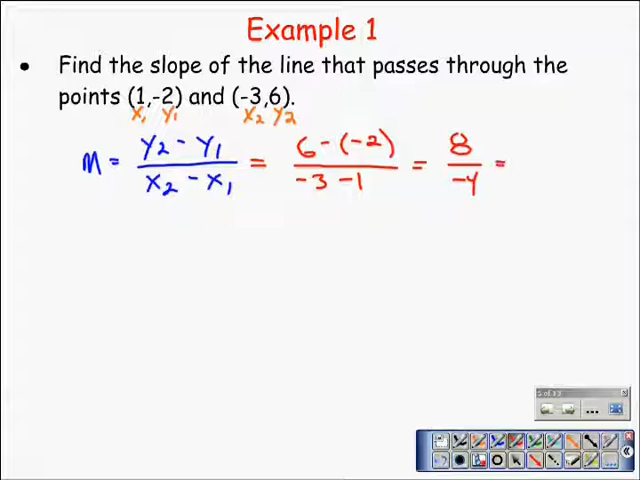 Example 1
• Find the slope of the line that passes through the
points (1,-2) and (-3,6).
x₁ y₁ x₂ y₂
M = y₂ - y₁ / x₂ - x₁ = 6 - (-2) / -3 - 1 = 8 / -4 =